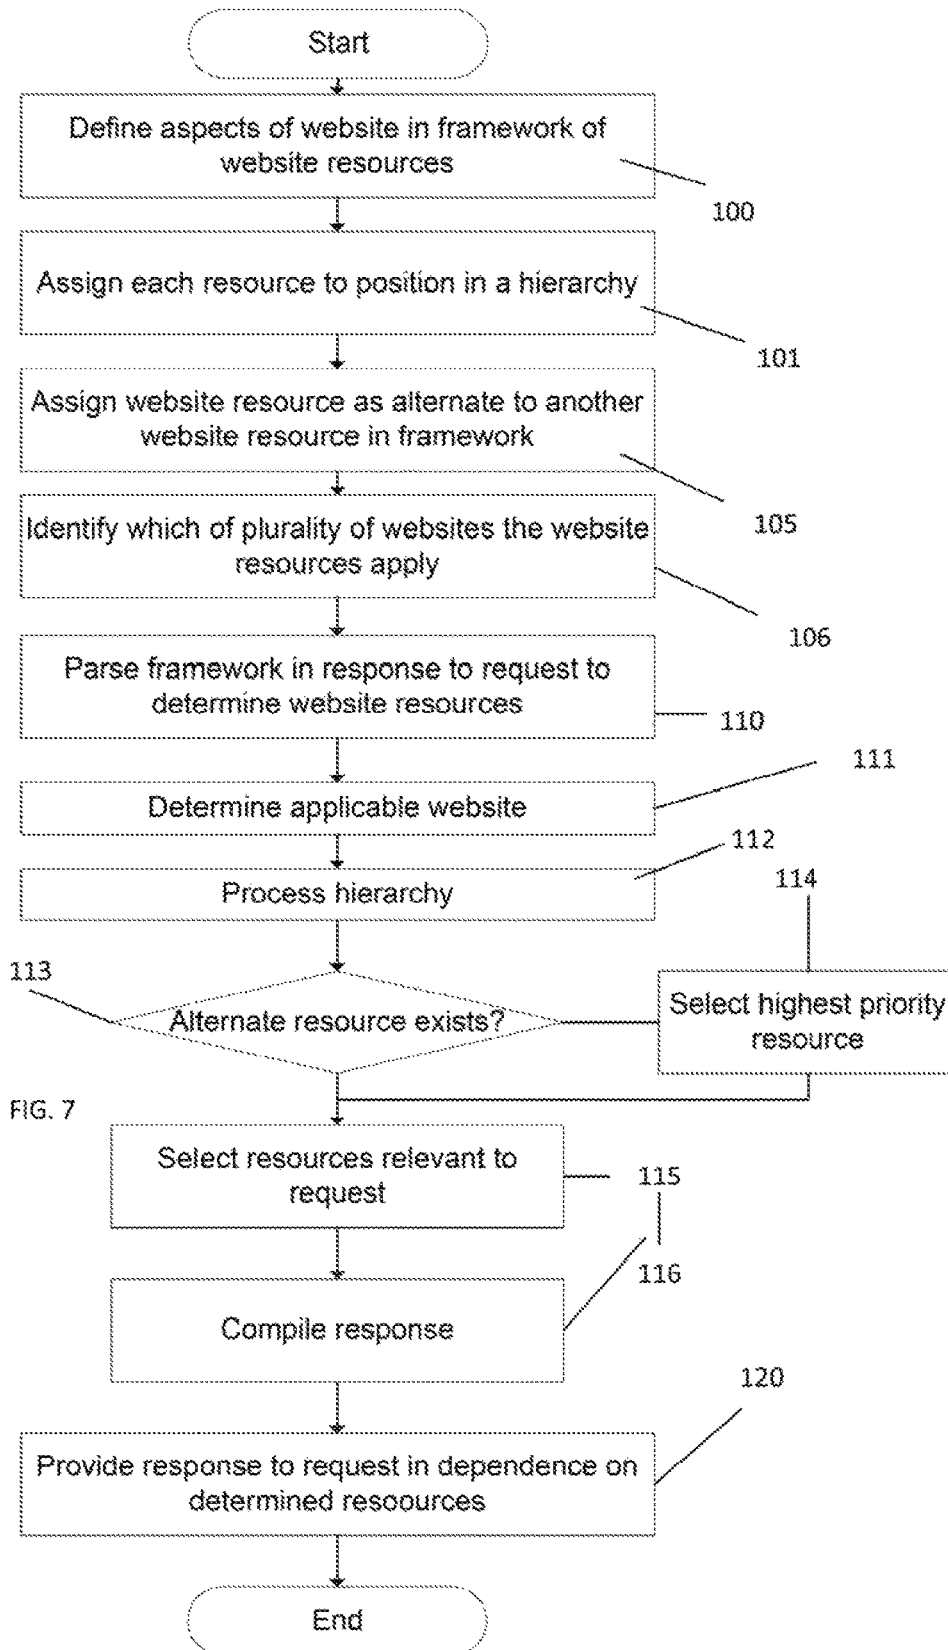 Start
Define aspects of website in framework of
website resources
100
Assign each resource to position in a hierarchy
101
Assign website resource as alternate to another
website resource in framework
105
Identify which of plurality of websites the website
resources apply
106
Parse framework in response to request to
determine website resources
110
111
Determine applicable website
112
Process hierarchy
114
113
Alternate resource exists?
Select highest priority
resource
FIG. 7
Select resources relevant to
request
115
116
Compile response
120
Provide response to request in dependence on
determined resoources
End